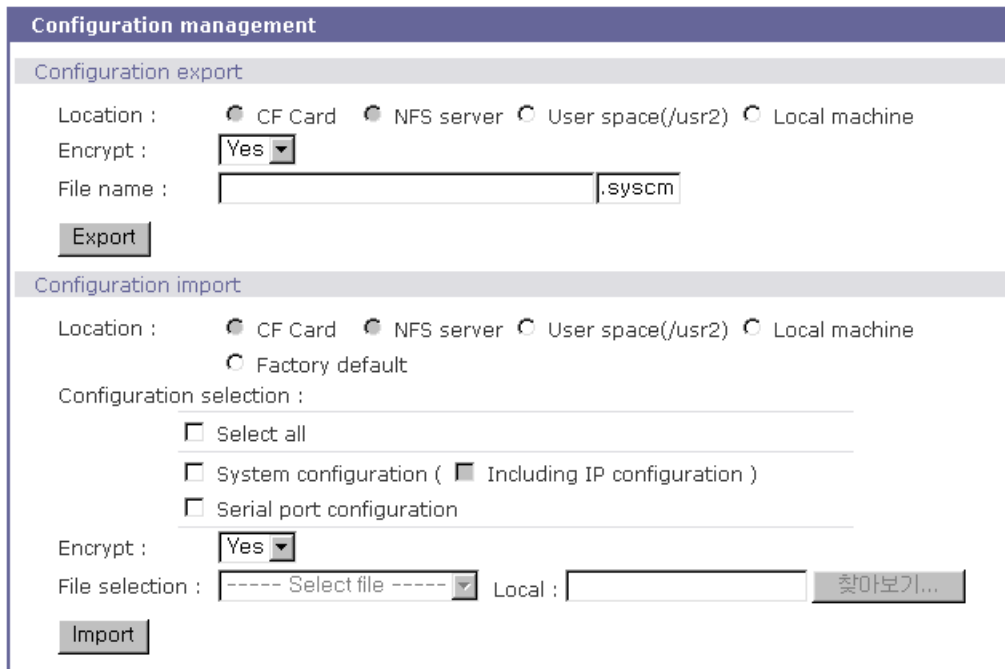 Configuration management
Configuration export
Location : CF Card NFS server User space(/usr2) Local machine
Encrypt : Yes
File name : .syscm
Export
Configuration import
Location : CF Card NFS server User space(/usr2) Local machine
Factory default
Configuration selection :
Select all
System configuration ( Including IP configuration )
Serial port configuration
Encrypt : Yes
File selection : ----- Select file ----- Local : 찾아보기...
Import